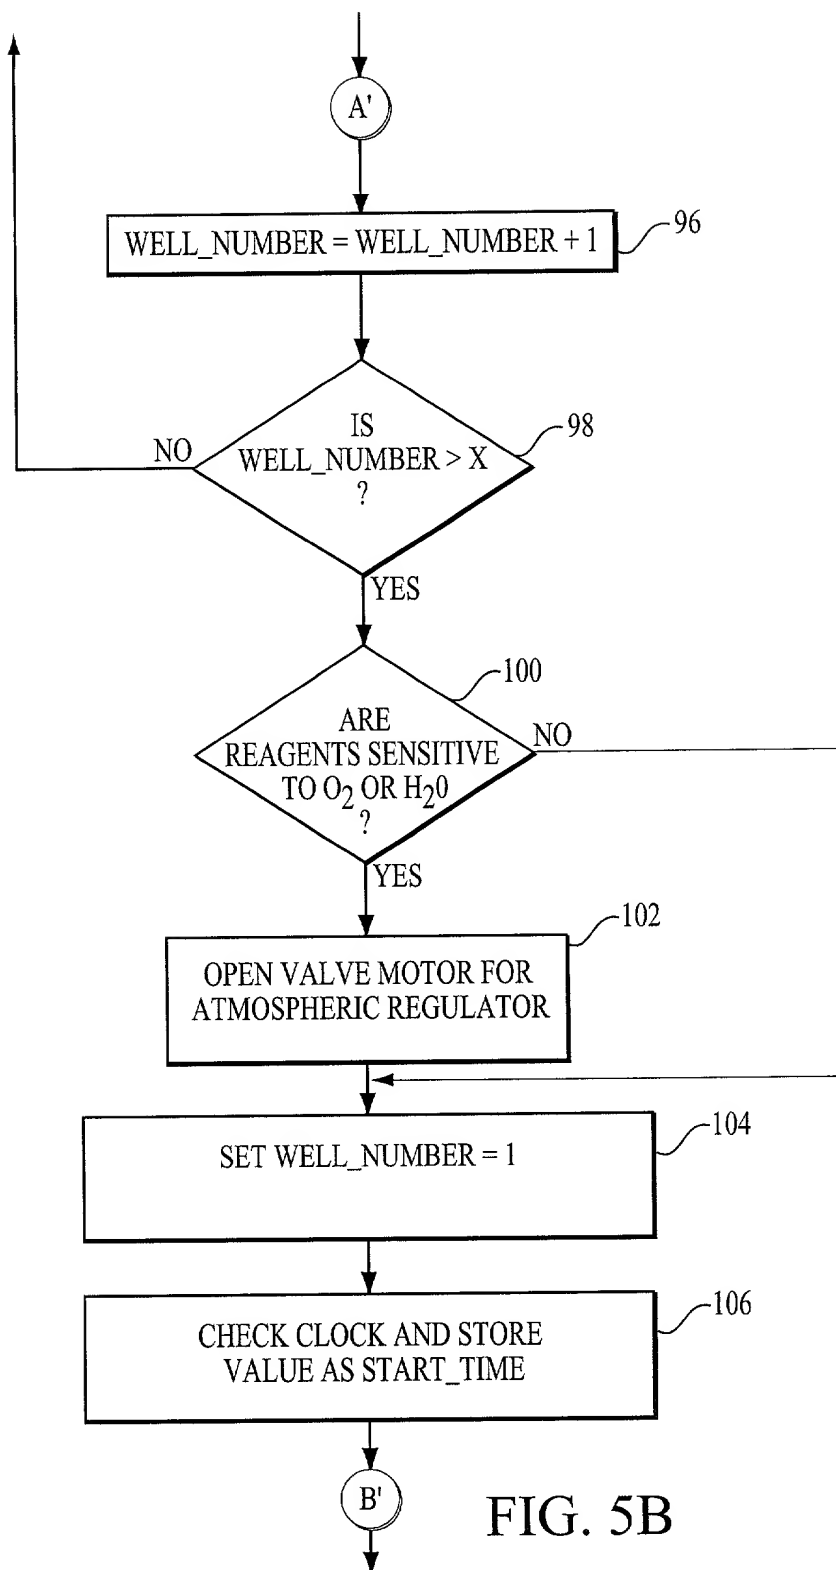 A'
WELL_NUMBER = WELL_NUMBER + 1
96
IS
WELL_NUMBER > X
?
98
NO
YES
100
ARE
REAGENTS SENSITIVE
TO O2 OR H20
?
NO
YES
102
OPEN VALVE MOTOR FOR
ATMOSPHERIC REGULATOR
104
SET WELL_NUMBER = 1
106
CHECK CLOCK AND STORE
VALUE AS START_TIME
B'
FIG. 5B